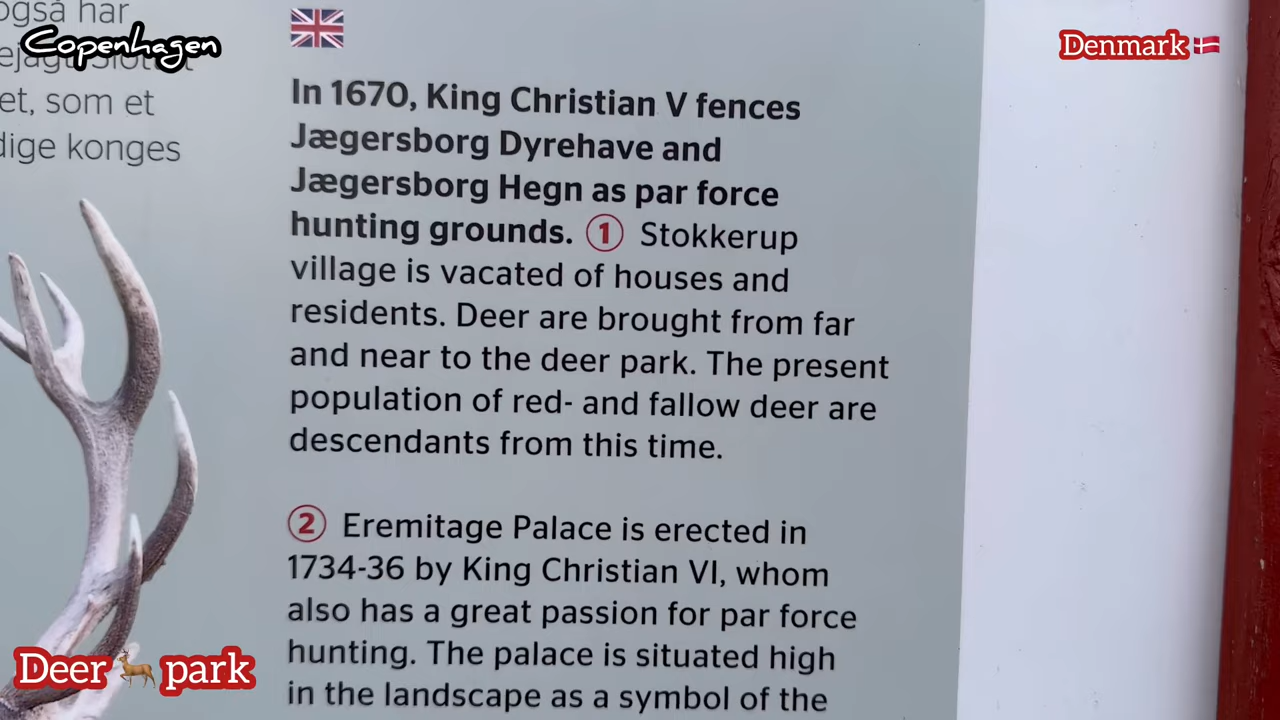 også har
Copenhagen
et, som et
dige konges
Denmark
In 1670, King Christian V fences
Jægersborg Dyrehave and
Jægersborg Hegn as par force
hunting grounds. ① Stokkerup
village is vacated of houses and
residents. Deer are brought from far
and near to the deer park. The present
population of red- and fallow deer are
descendants from this time.
② Eremitage Palace is erected in
1734-36 by King Christian VI, whom
also has a great passion for par force
hunting. The palace is situated high
in the landscape as a symbol of the
Deer park